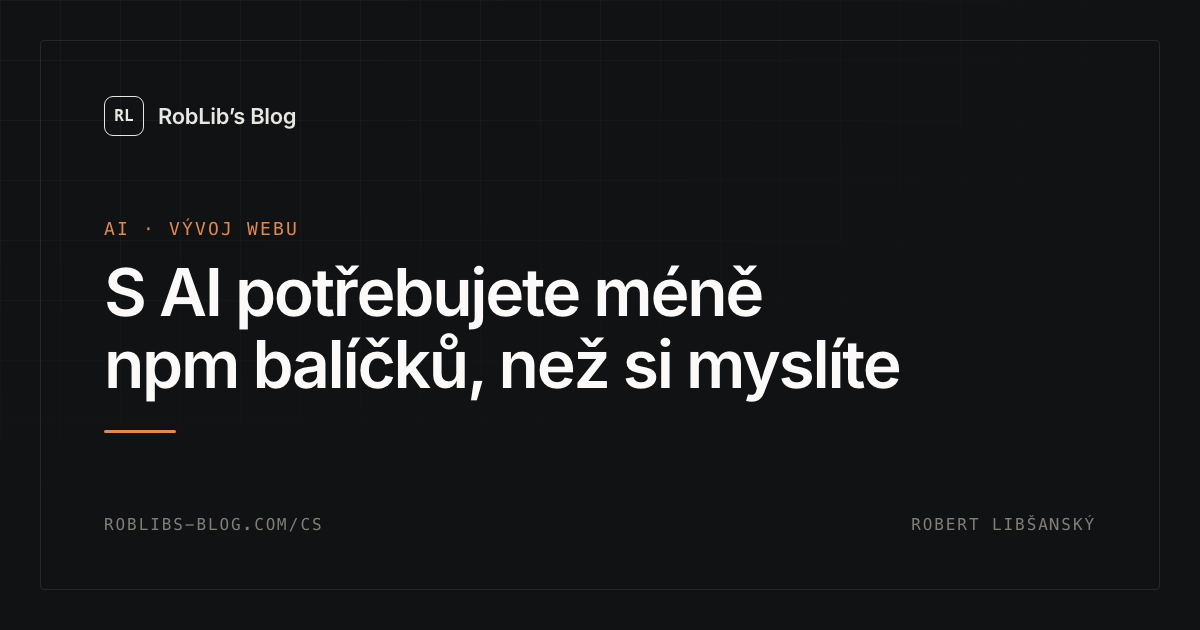 RL
RobLib’s Blog
AI · VÝVOJ WEBU
S AI potřebujete méně
npm balíčků, než si myslíte
ROBLIBS-BLOG.COM/CS
ROBERT LIBŠANSKÝ